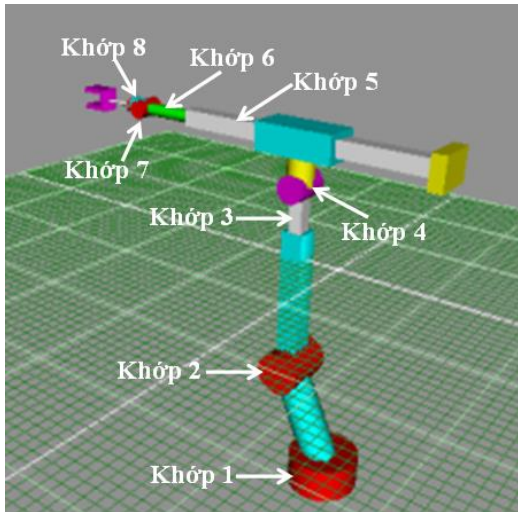 Khớp 8
Khớp 6
Khớp 5
Khớp 7
Khớp 3
Khớp 4
Khớp 2
Khớp 1